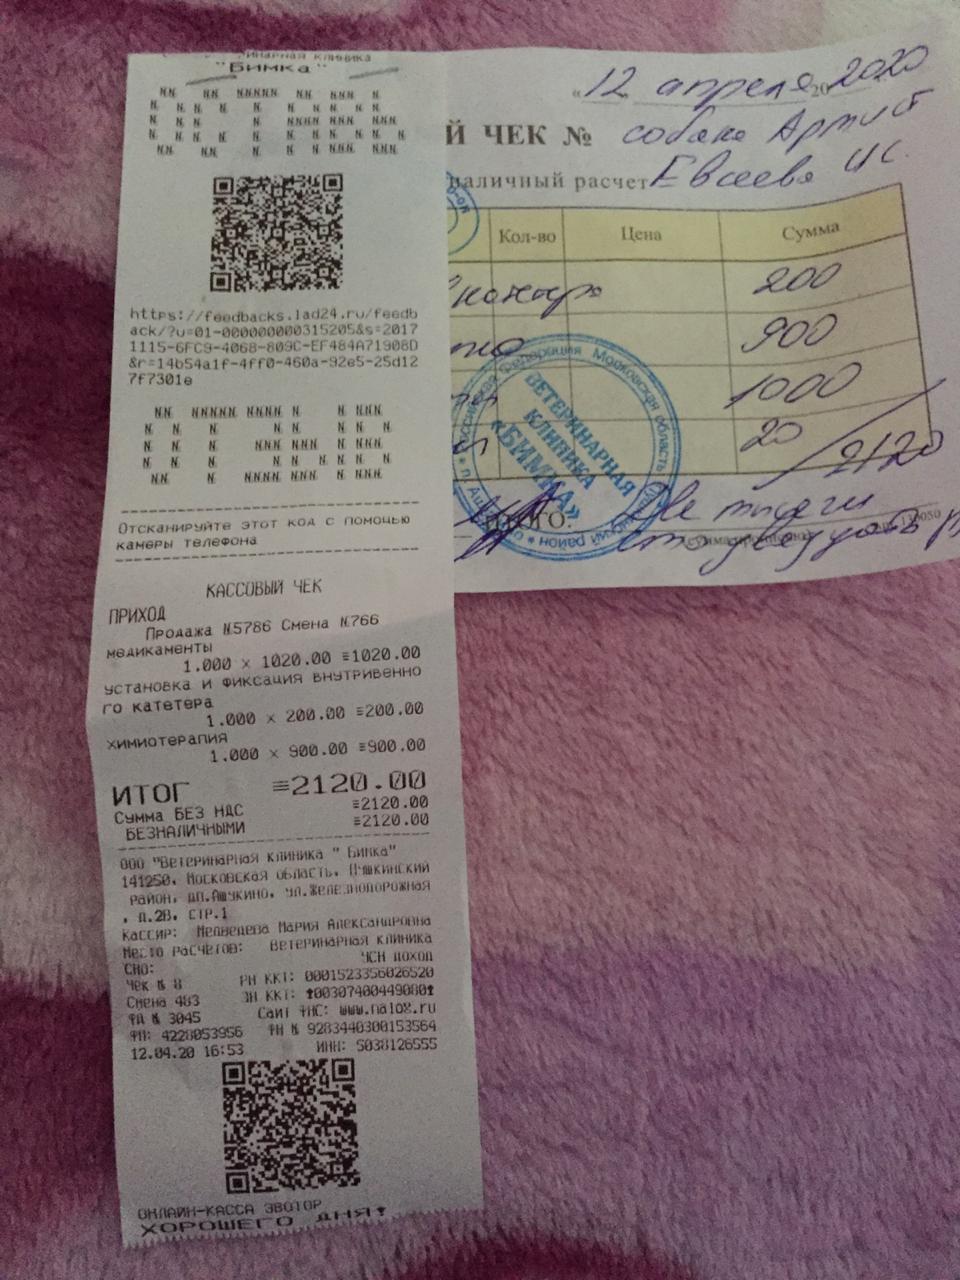 "Бимка"
https://feedbacks.lad24.ru/feedb
ack/?u=01-000000000315205&s=2017
1115-6FC9-4068-809C-EF484A71908D
&r=14b54a1f-4ff0-460a-92e5-25d12
7f7301e
Отсканируйте этот код с помощью
камеры телефона
КАССОВЫЙ ЧЕК
ПРИХОД
Продажа №5786 Смена №766
медикаменты
1.000 × 1020.00 ≡1020.00
установка и фиксация внутривенно
го катетера
1.000 × 200.00 ≡200.00
химиотерапия
1.000 × 900.00 ≡900.00
ИТОГ ≡2120.00
Сумма БЕЗ НДС ≡2120.00
БЕЗНАЛИЧНЫМИ ≡2120.00
ООО "Ветеринарная клиника " Бимка"
141250, Московская область, Пушкинский
район, дп.Ашукино, ул.Железнодорожная
, д.2В, СТР.1
Кассир: Медведева Мария Александровна
Место расчетов: Ветеринарная клиника
СНО: УСН доход
Чек № 8 РН ККТ: 0001523356026520
Смена 483 ЗН ККТ: 00307400449080
ФД № 3045 Сайт ФНС: www.nalog.ru
ФП: 4228053956 ФН № 9283440300153564
12.04.20 16:53 ИНН: 5038126555
ОНЛАЙН-КАССА ЭВОТОР
ХОРОШЕГО ДНЯ!
«12 апреля 20 2020
Й ЧЕК № собака
наличный расчет Евсеева
Кол-во Цена Сумма
200
900
1000
20
2120
ИТОГО: Две тысячи
сто двадцать
Российская Федерация Московская область
ВЕТЕРИНАРНАЯ
КЛИНИКА
«БИМКА»